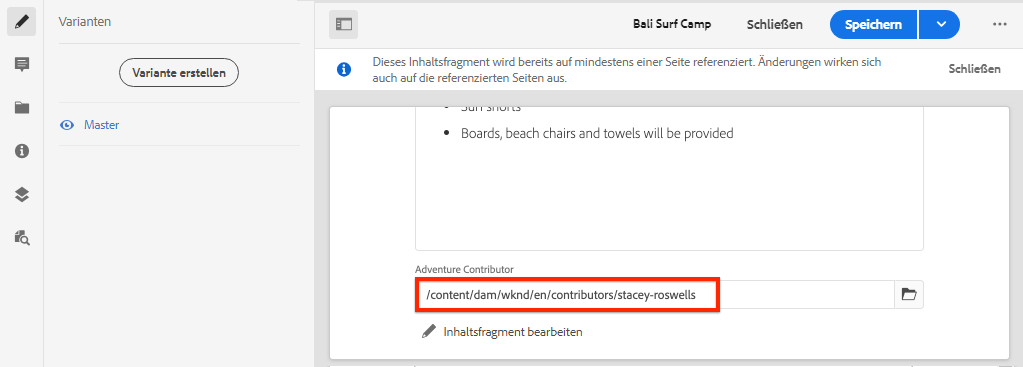 Varianten
Variante erstellen
Master
Bali Surf Camp
Schließen
Speichern
Dieses Inhaltsfragment wird bereits auf mindestens einer Seite referenziert. Änderungen wirken sich
auch auf die referenzierten Seiten aus.
Schließen
Surf shorts
Boards, beach chairs and towels will be provided
Adventure Contributor
/content/dam/wknd/en/contributors/stacey-roswells
Inhaltsfragment bearbeiten